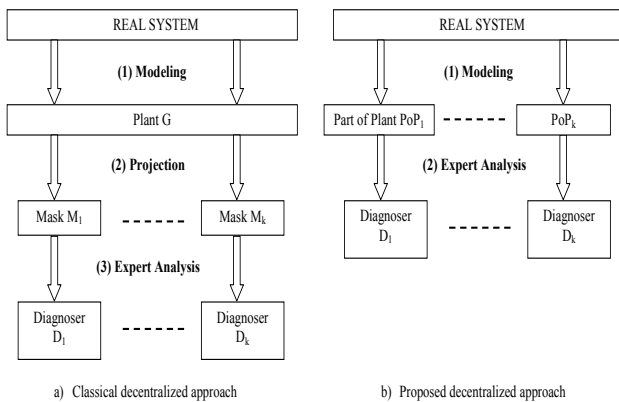 REAL SYSTEM
(1) Modeling
Plant G
(2) Projection
Mask M1
Mask Mk
(3) Expert Analysis
Diagnoser
D1
Diagnoser
Dk
a) Classical decentralized approach
REAL SYSTEM
(1) Modeling
Part of Plant PoP1
PoPk
(2) Expert Analysis
Diagnoser
D1
Diagnoser
Dk
b) Proposed decentralized approach